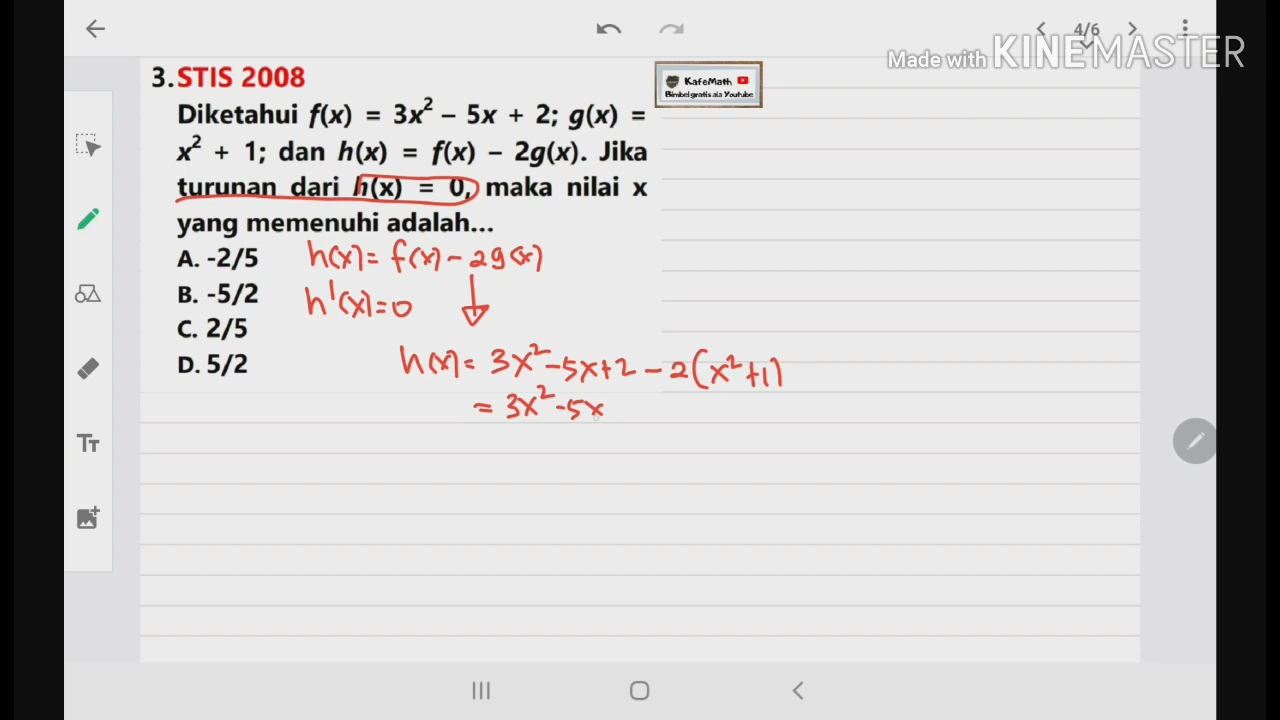 4/6
Made with KINEMASTER
3. STIS 2008
KafeMath
Bimbel gratis ala Youtube
Diketahui f(x) = 3x² – 5x + 2; g(x) =
x² + 1; dan h(x) = f(x) – 2g(x). Jika
turunan dari h(x) = 0, maka nilai x
yang memenuhi adalah...
A. -2/5
B. -5/2
C. 2/5
D. 5/2
h(x) = f(x) – 2g(x)
h'(x) = 0
h(x) = 3x² – 5x + 2 – 2(x² + 1)
= 3x² – 5x
Tт